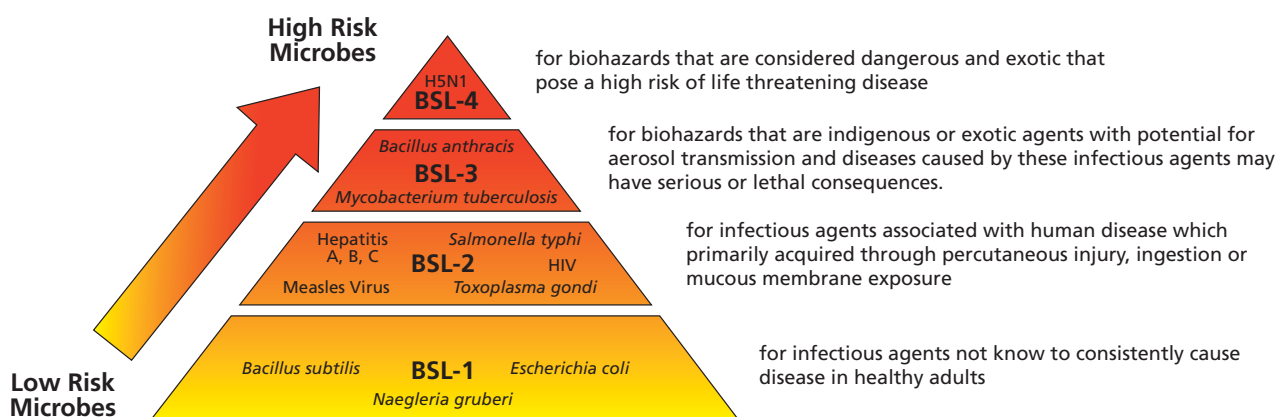 High Risk
Microbes
H5N1
BSL-4
for biohazards that are considered dangerous and exotic that
pose a high risk of life threatening disease
Bacillus anthracis
BSL-3
Mycobacterium tuberculosis
for biohazards that are indigenous or exotic agents with potential for
aerosol transmission and diseases caused by these infectious agents may
have serious or lethal consequences.
Hepatitis
A, B, C
BSL-2
Salmonella typhi
HIV
Measles Virus
Toxoplasma gondi
for infectious agents associated with human disease which
primarily acquired through percutaneous injury, ingestion or
mucous membrane exposure
Bacillus subtilis
BSL-1
Escherichia coli
Naegleria gruberi
for infectious agents not know to consistently cause
disease in healthy adults
Low Risk
Microbes